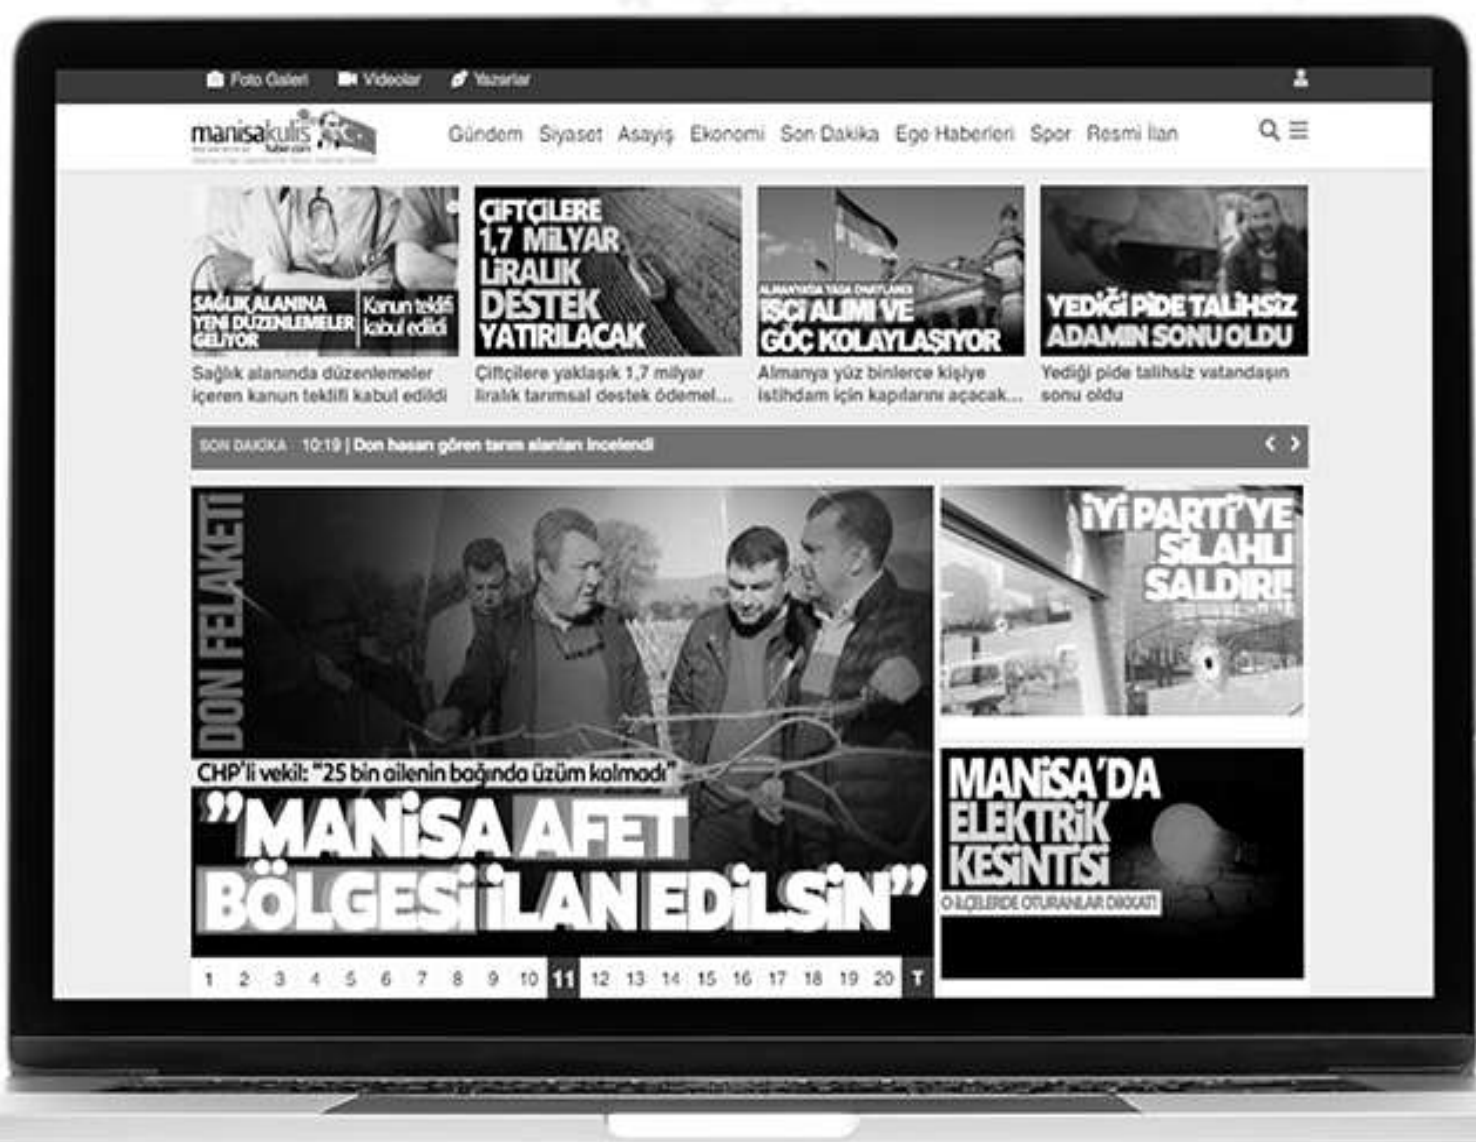 Foto Galeri Videolar Yazarlar
manisakulis
haber.com
Gündem Siyaset Asayiş Ekonomi Son Dakika Ege Haberleri Spor Resmi İlan
SAĞLIK ALANINA
YENİ DÜZENLEMELER
GELİYOR
Kanun teklifi
kabul edildi
Sağlık alanında düzenlemeler
içeren kanun teklifi kabul edildi
ÇİFTÇİLERE
1,7 MİLYAR
LİRALIK
DESTEK
YATIRILACAK
Çiftçilere yaklaşık 1,7 milyar
liralık tarımsal destek ödemel...
ALMANYA'DA YASA ONAYLANDI
İŞÇİ ALIMI VE
GÖÇ KOLAYLAŞIYOR
Almanya yüz binlerce kişiye
istihdam için kapılarını açacak...
YEDİĞİ PİDE TALİHSİZ
ADAMIN SONU OLDU
Yediği pide talihsiz vatandaşın
sonu oldu
SON DAKİKA 10:19 | Don hasarı gören tarım alanları incelendi
DON FELAKETİ
CHP'li vekil: "25 bin ailenin bağında üzüm kalmadı"
"MANİSA AFET
BÖLGESİ İLAN EDİLSİN"
1 2 3 4 5 6 7 8 9 10 11 12 13 14 15 16 17 18 19 20 T
İYİ PARTİ'YE
SİLAHLI
SALDIRI!
MANİSA'DA
ELEKTRİK
KESİNTİSİ
O İLÇELERDE OTURANLAR DİKKAT!